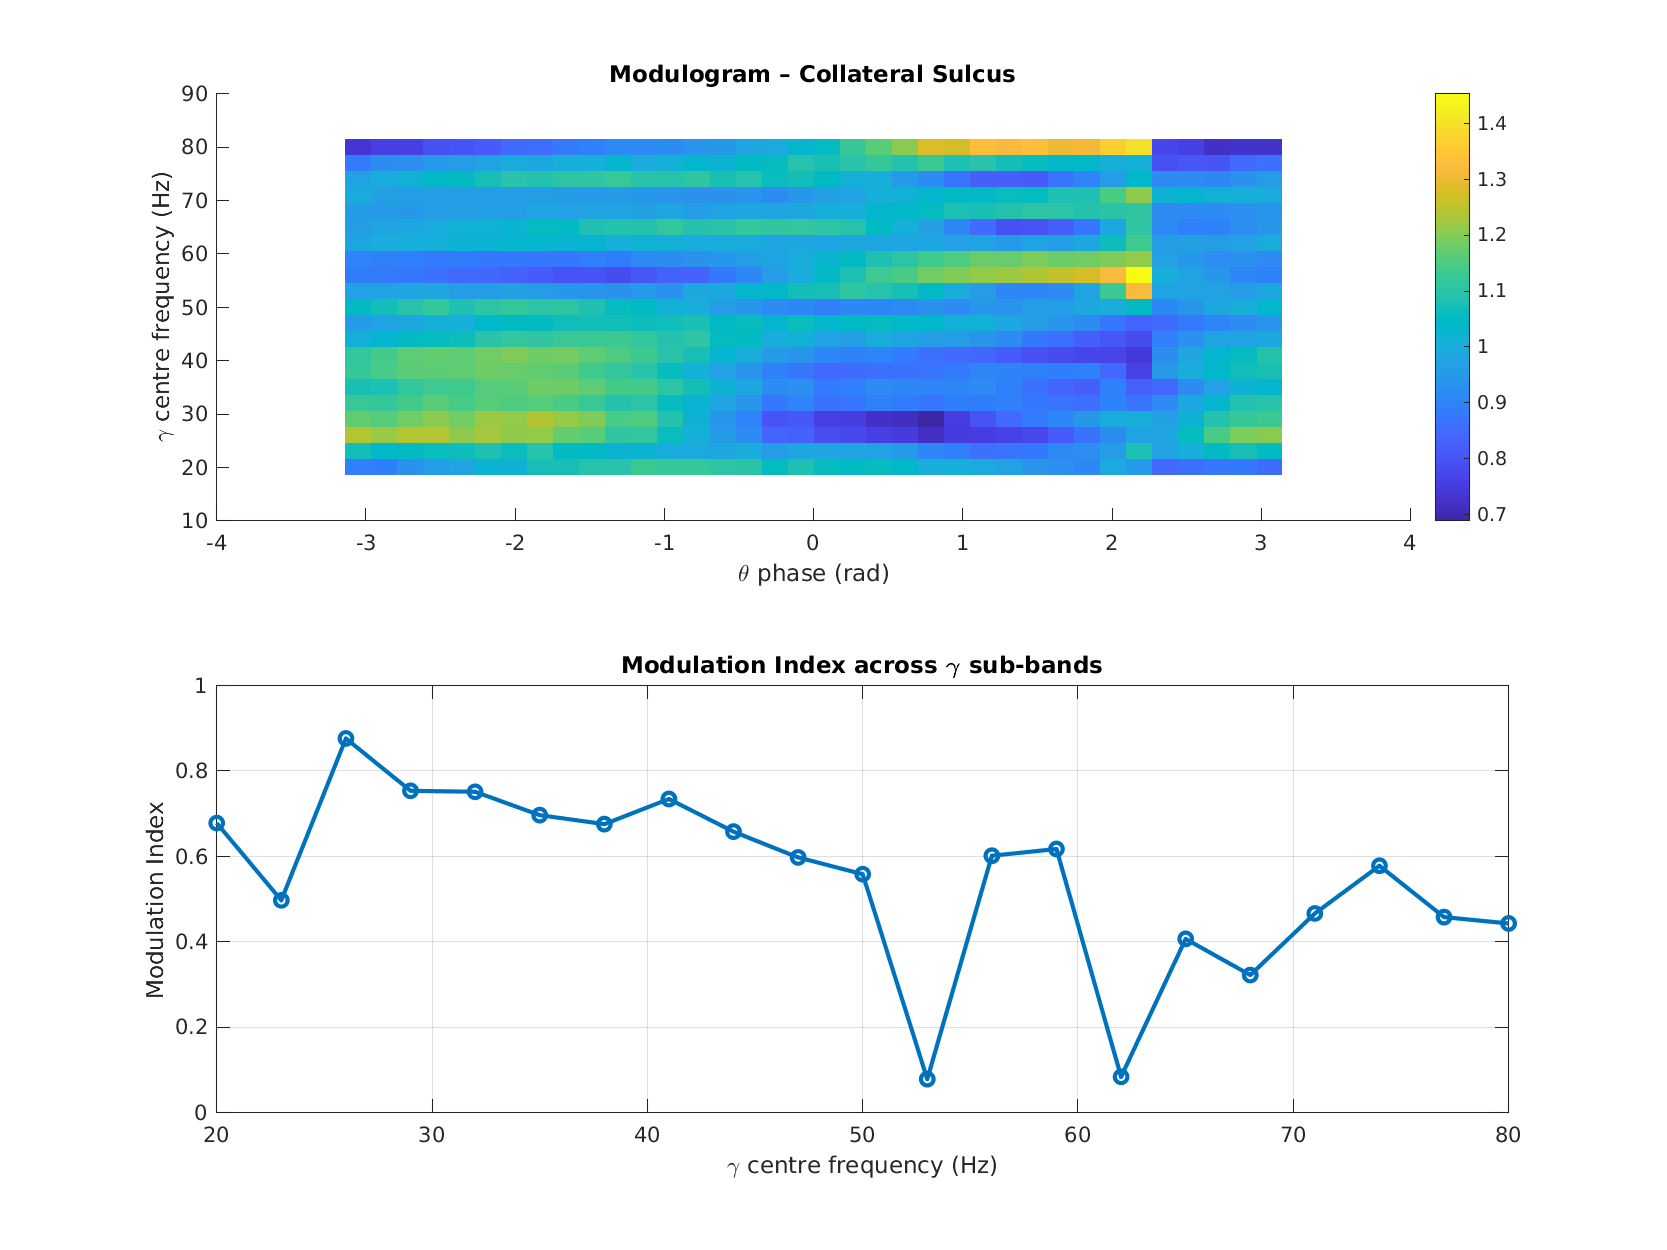 Modulogram – Collateral Sulcus
90
80
70
60
50
40
30
20
10
γ centre frequency (Hz)
-4 -3 -2 -1 0 1 2 3 4
θ phase (rad)
1.4
1.3
1.2
1.1
1
0.9
0.8
0.7
Modulation Index across γ sub-bands
1
0.8
0.6
0.4
0.2
0
Modulation Index
20 30 40 50 60 70 80
γ centre frequency (Hz)